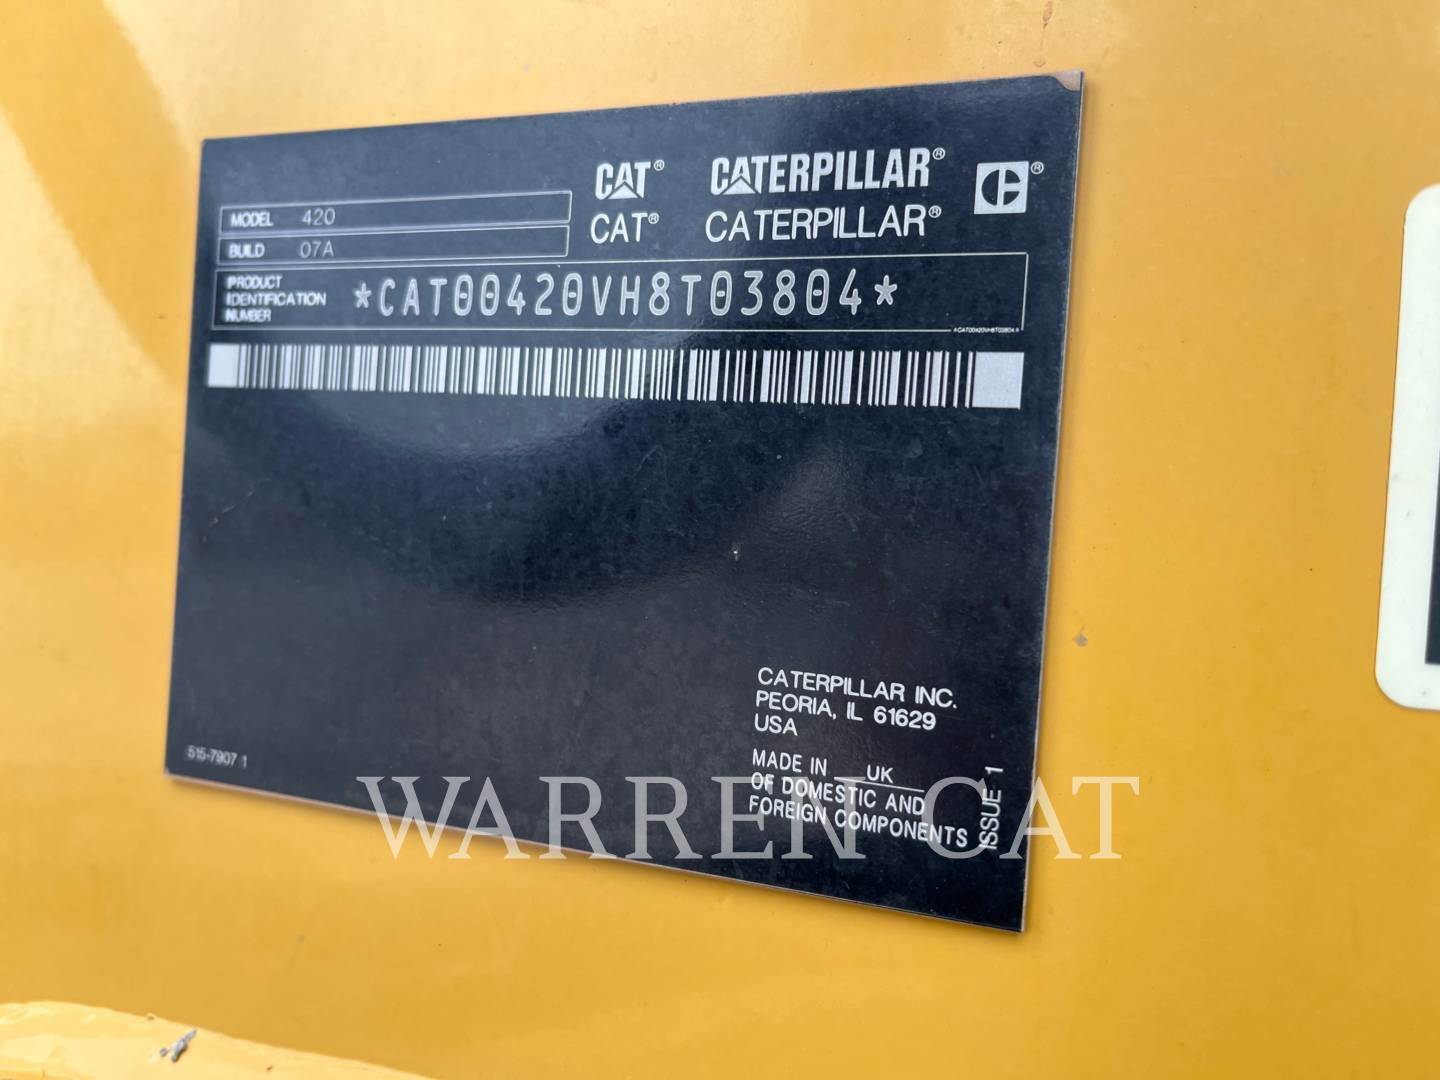 CAT® CATERPILLAR® C®
CAT® CATERPILLAR®
MODEL 420
BUILD 07A
PRODUCT
IDENTIFICATION
NUMBER
*CAT00420VH8T03804*
*CAT00420VH8T03804*
CATERPILLAR INC.
PEORIA, IL 61629
USA
MADE IN UK
OF DOMESTIC AND
FOREIGN COMPONENTS
ISSUE 1
515-7907 1
WARREN CAT